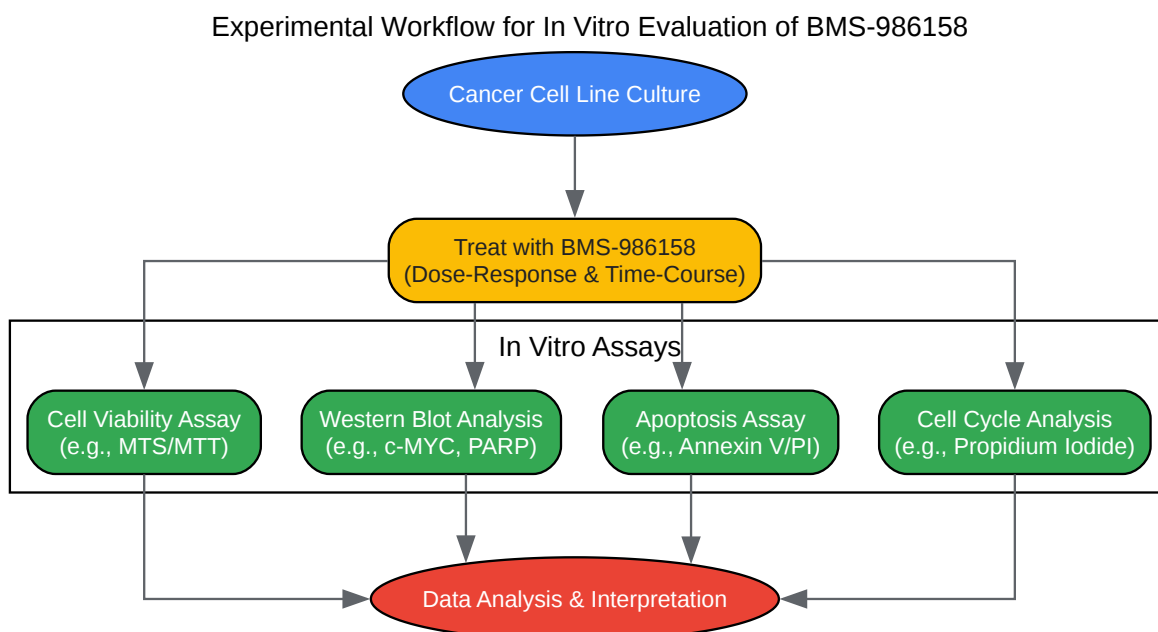 Experimental Workflow for In Vitro Evaluation of BMS-986158
Cancer Cell Line Culture
Treat with BMS-986158
(Dose-Response & Time-Course)
In Vitro Assays
Cell Viability Assay
(e.g., MTS/MTT)
Western Blot Analysis
(e.g., c-MYC, PARP)
Apoptosis Assay
(e.g., Annexin V/PI)
Cell Cycle Analysis
(e.g., Propidium Iodide)
Data Analysis & Interpretation